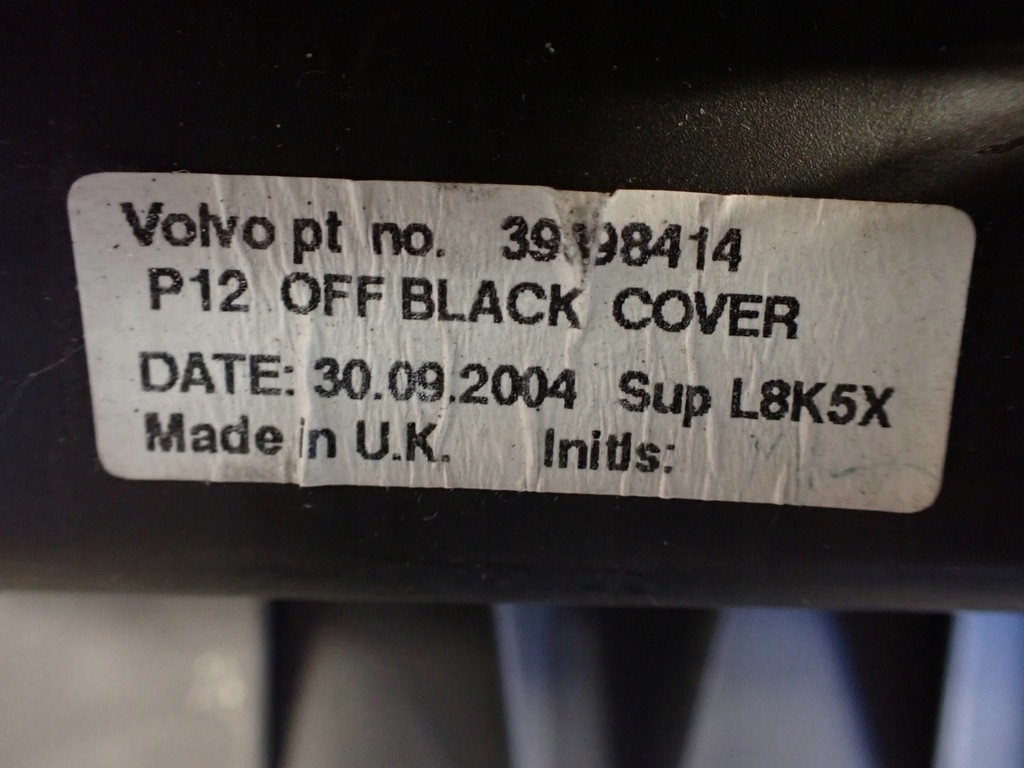 Volvo pt no.
P12 OFF BLACK COVER
DATE: 30.09.2004 Sup L8K5X
Made in U.K. Initls: